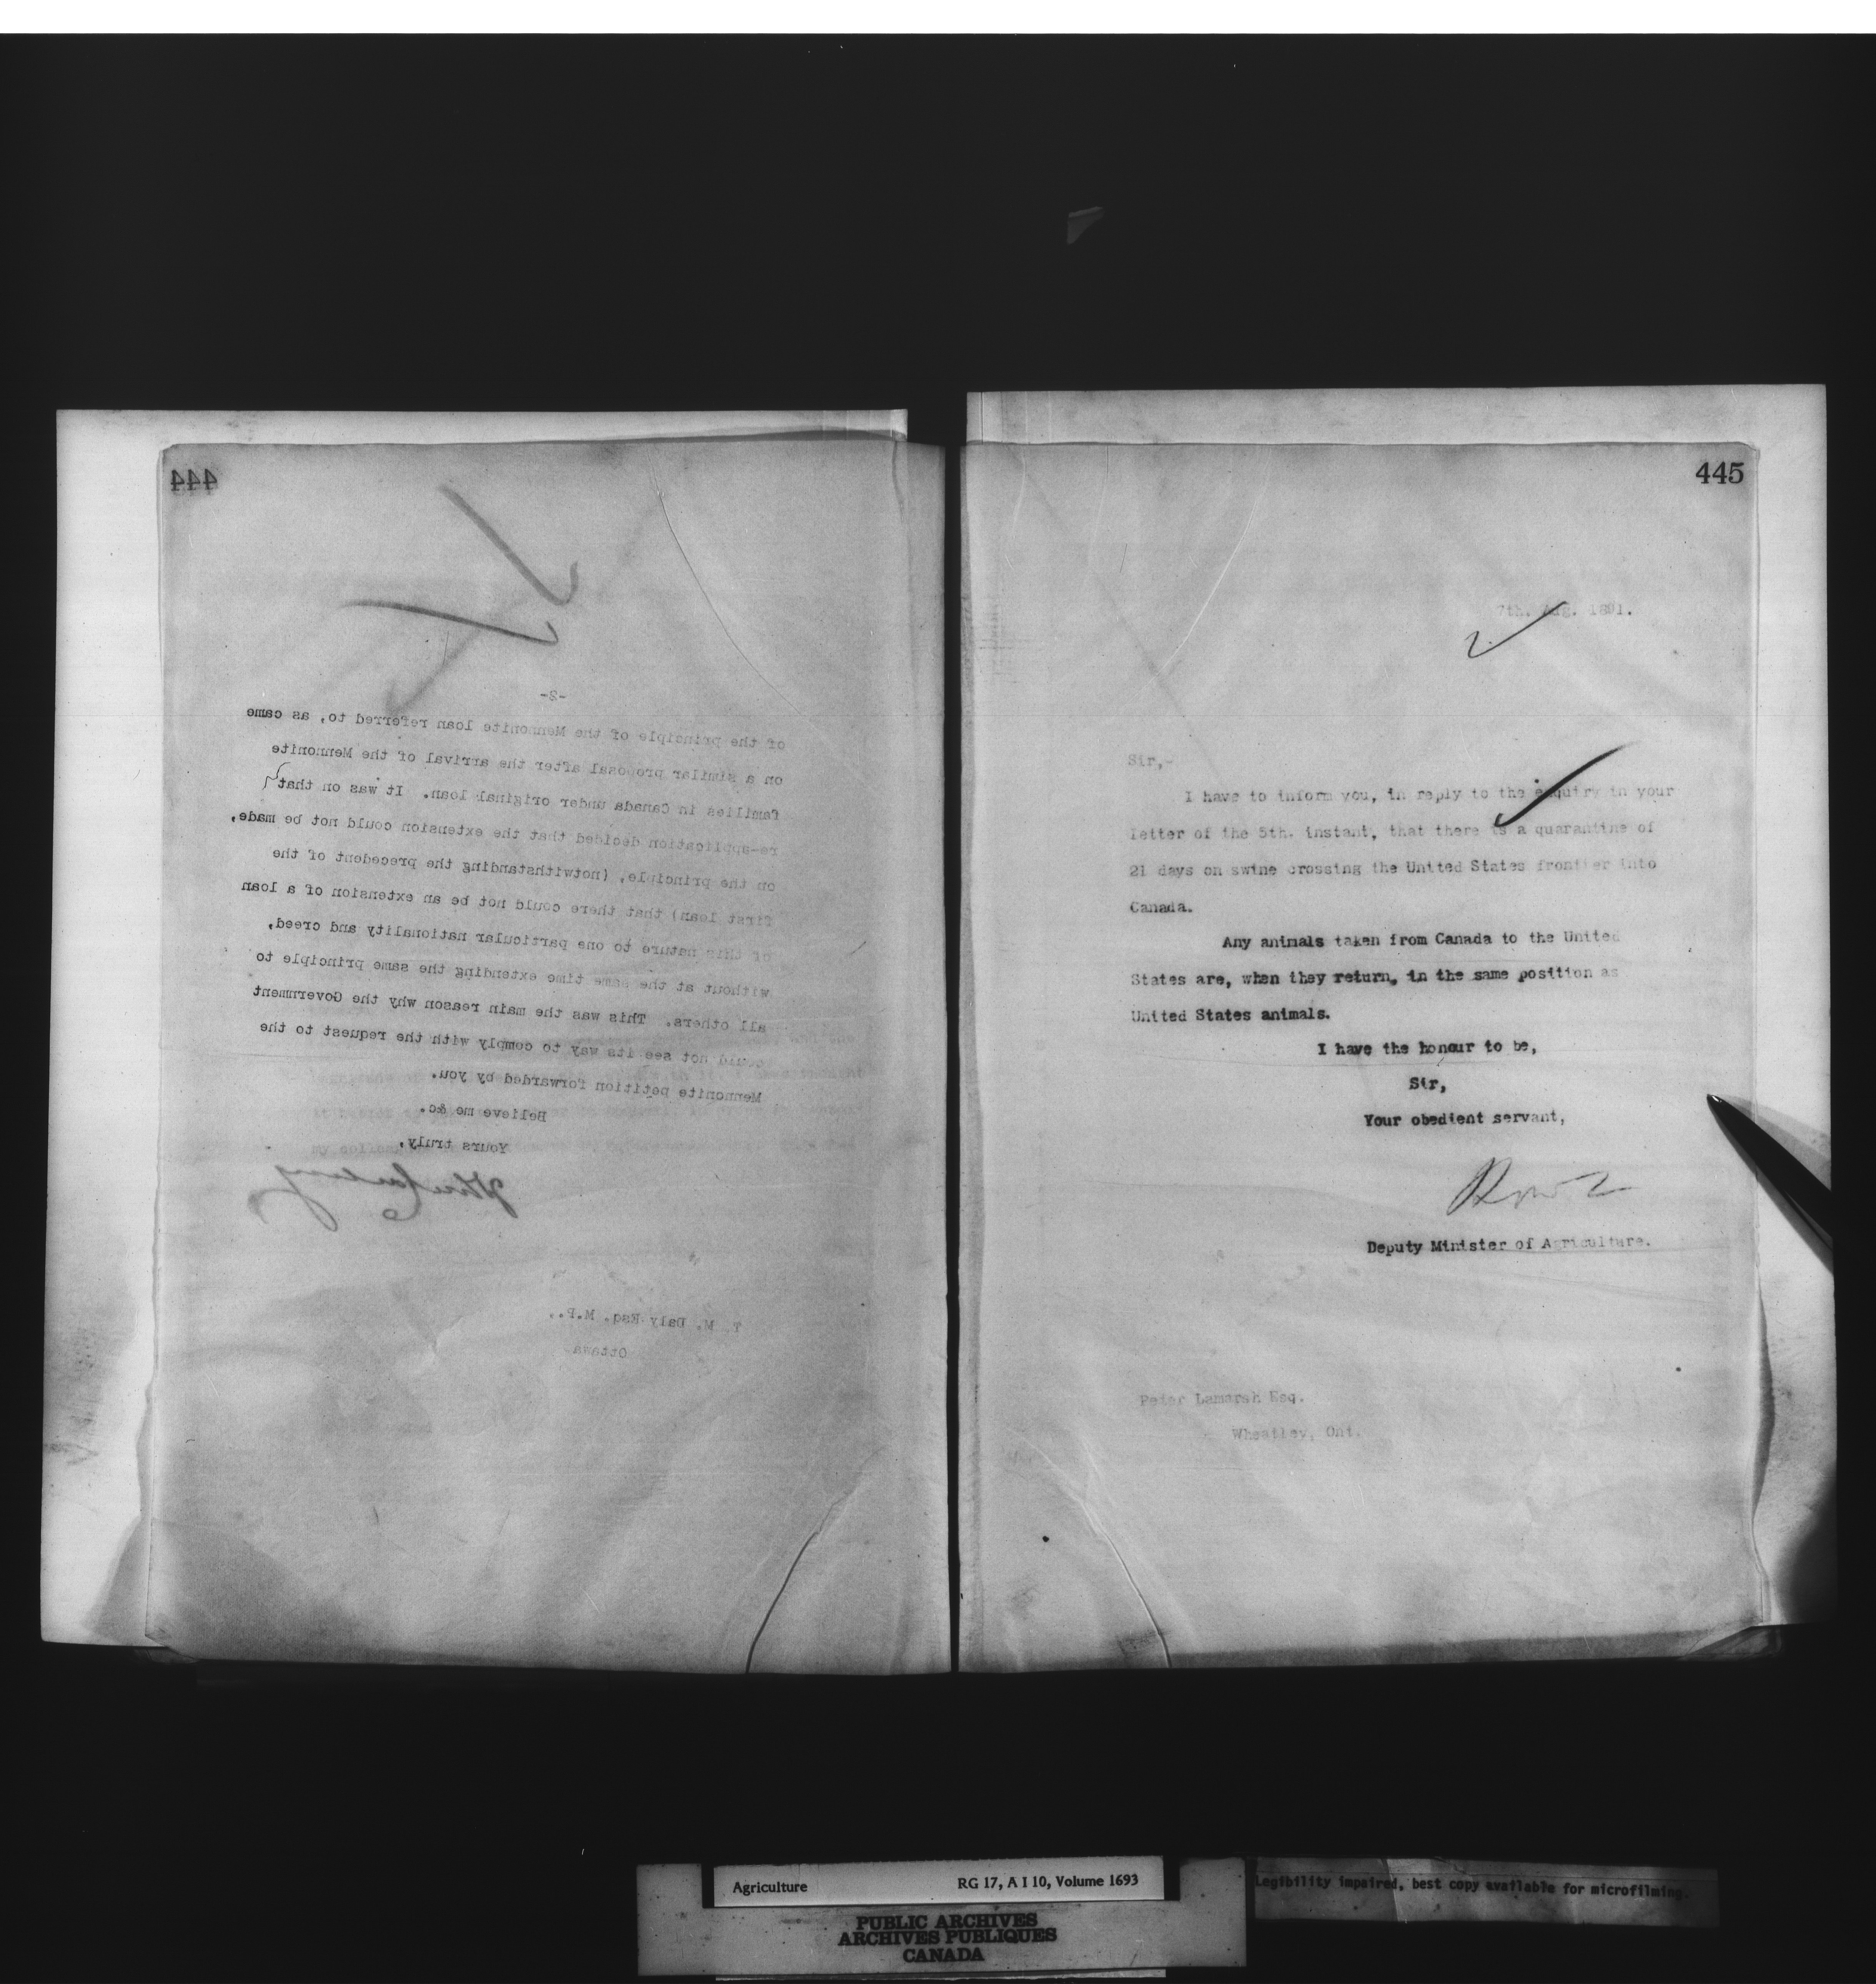 444
-2-
of the principle of the Mennonite loan referred to, as came
on a similar proposal after the arrival of the Mennonite
families in Canada under original loan. It was on that
re-application decided that the extension could not be made,
on the principle, (notwithstanding the precedent of the
first loan) that there could not be an extension of a loan
of this nature to one particular nationality and creed,
without at the same time extending the same principle to
all others. This was the main reason why the Government
could not see its way to comply with the request to the
Mennonite petition forwarded by you.
Believe me &c.
Yours truly,
John Carling
T. M. Daly Esq. M.P.,
Ottawa
445
7th. Aug. 1891.
Sir,-
I have to inform you, in reply to the enquiry in your
letter of the 5th. instant, that there is a quarantine of
21 days on swine crossing the United States frontier into
Canada.
Any animals taken from Canada to the United
States are, when they return, in the same position as
United States animals.
I have the honour to be,
Sir,
Your obedient servant,
Deputy Minister of Agriculture.
Peter Lamarsh Esq.
Wheatley, Ont.
Agriculture RG 17, A I 10, Volume 1693
Legibility impaired, best copy available for microfilming.
PUBLIC ARCHIVES
ARCHIVES PUBLIQUES
CANADA